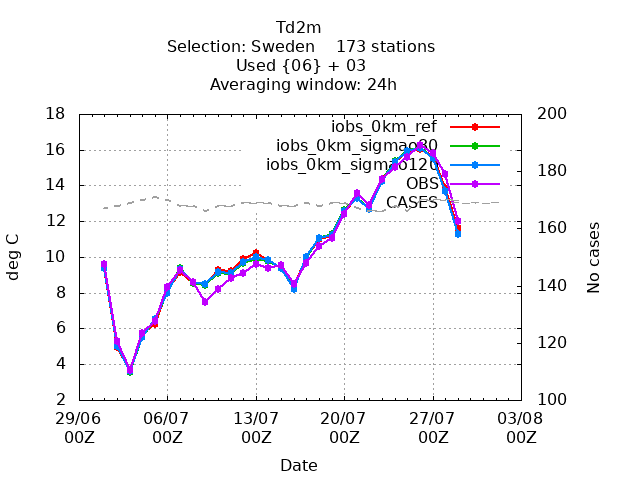 Td2m
Selection: Sweden    173 stations
Used {06} + 03
Averaging window: 24h
18
16
14
12
10
8
6
4
2
deg C
200
180
160
140
120
100
No cases
iobs_0km_ref
iobs_0km_sigmao80
iobs_0km_sigmao120
OBS
CASES
29/06 06/07 13/07 20/07 27/07 03/08
00Z 00Z 00Z 00Z 00Z 00Z
Date